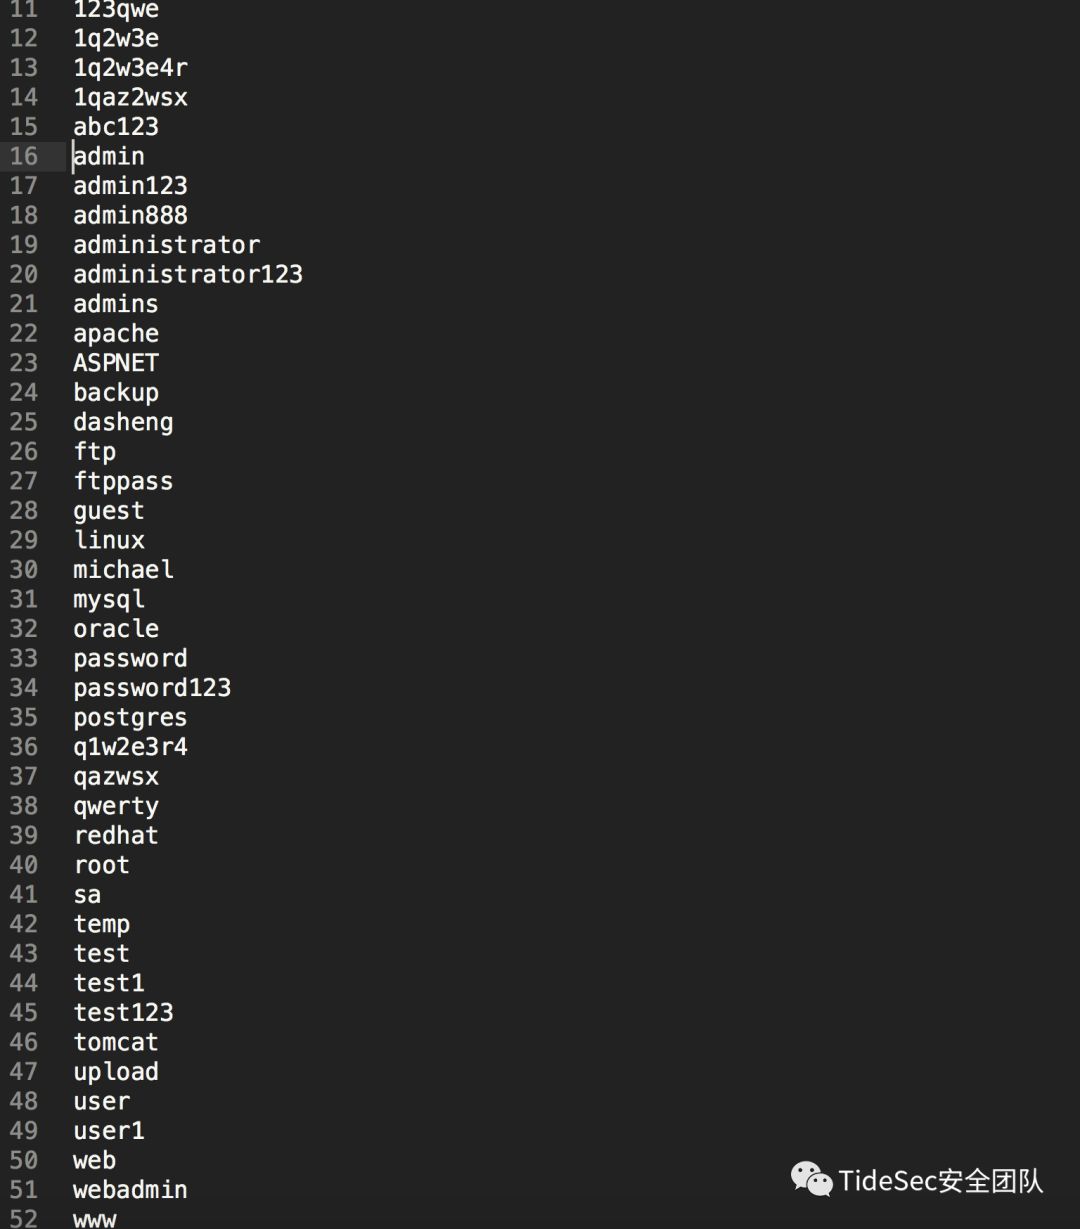 11 123qwe
12 1q2w3e
13 1q2w3e4r
14 1qaz2wsx
15 abc123
16 admin
17 admin123
18 admin888
19 administrator
20 administrator123
21 admins
22 apache
23 ASPNET
24 backup
25 dasheng
26 ftp
27 ftppass
28 guest
29 linux
30 michael
31 mysql
32 oracle
33 password
34 password123
35 postgres
36 q1w2e3r4
37 qazwsx
38 qwerty
39 redhat
40 root
41 sa
42 temp
43 test
44 test1
45 test123
46 tomcat
47 upload
48 user
49 user1
50 web
51 webadmin
52 www
TideSec安全团队